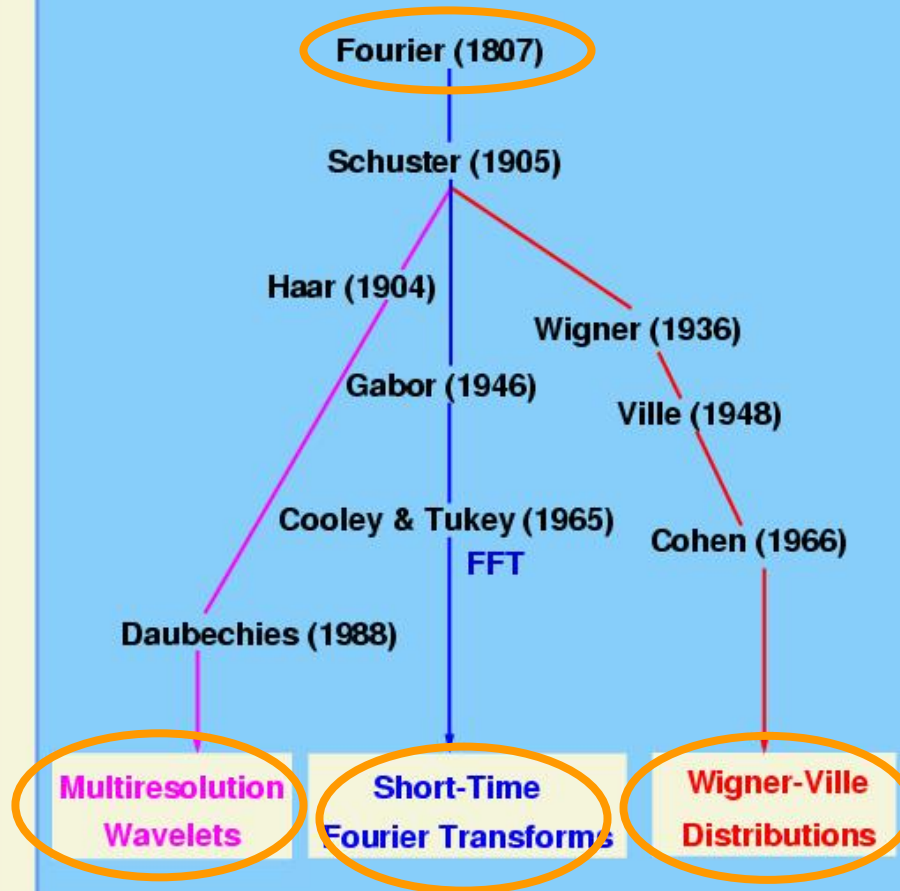 Fourier (1807)
Schuster (1905)
Haar (1904)
Wigner (1936)
Gabor (1946)
Ville (1948)
Cooley & Tukey (1965)
Cohen (1966)
FFT
Daubechies (1988)
Multiresolution
Wavelets
Short-Time
Fourier Transforms
Wigner-Ville
Distributions